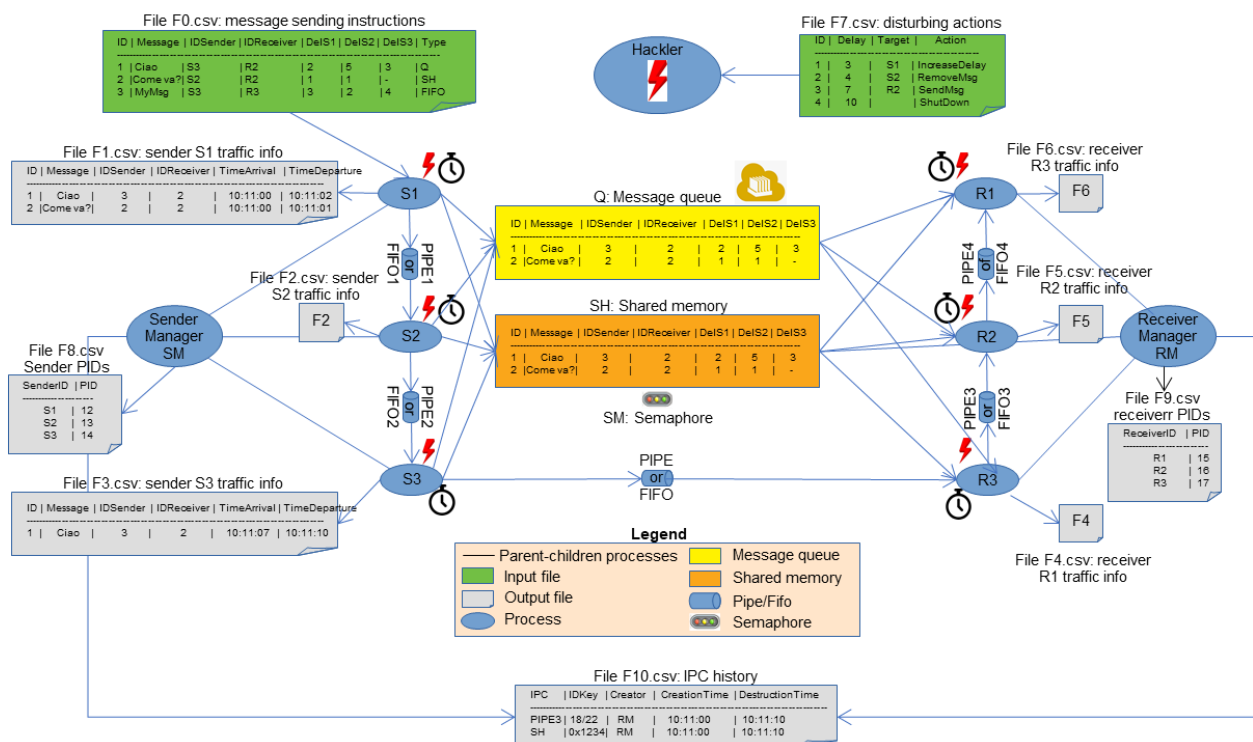 File F0.csv: message sending instructions
ID | Message | IDSender | IDReceiver | DelS1 | DelS2 | DelS3 | Type
1 | Ciao | S3 | R2 | 2 | 5 | 3 | Q
2 | Come va? | S2 | R2 | 1 | 1 | - | SH
3 | MyMsg | S3 | R3 | 3 | 2 | 4 | FIFO
Hackler
File F7.csv: disturbing actions
ID | Delay | Target | Action
1 | 3 | S1 | IncreaseDelay
2 | 4 | S2 | RemoveMsg
3 | 7 | R2 | SendMsg
4 | 10 | | ShutDown
File F1.csv: sender S1 traffic info
ID | Message | IDSender | IDReceiver | TimeArrival | TimeDeparture
1 | Ciao | 3 | 2 | 10:11:00 | 10:11:02
2 |Come va?| 2 | 2 | 10:11:00 | 10:11:01
S1
Q: Message queue
ID | Message | IDSender | IDReceiver | DelS1 | DelS2 | DelS3
1 | Ciao | 3 | 2 | 2 | 5 | 3
2 | Come va? | 2 | 2 | 1 | 1 | -
R1
File F6.csv: receiver
R3 traffic info
F6
FIFO1
or
PIPE1
PIPE4
of
FIFO4
File F2.csv: sender
S2 traffic info
F2
S2
SH: Shared memory
ID | Message | IDSender | IDReceiver | DelS1 | DelS2 | DelS3
1 | Ciao | 3 | 2 | 2 | 5 | 3
2 | Come va? | 2 | 2 | 1 | 1 | -
SM: Semaphore
R2
File F5.csv: receiver
R2 traffic info
F5
Sender
Manager
SM
Receiver
Manager
RM
File F8.csv
Sender PIDs
SenderID | PID
S1 | 12
S2 | 13
S3 | 14
FIFO2
or
PIPE2
PIPE3
or
FIFO3
File F9.csv
receiverr PIDs
ReceiverID | PID
R1 | 15
R2 | 16
R3 | 17
File F3.csv: sender S3 traffic info
ID | Message | IDSender | IDReceiver | TimeArrival | TimeDeparture
1 | Ciao | 3 | 2 | 10:11:07 | 10:11:10
S3
PIPE
or
FIFO
R3
F4
File F4.csv: receiver
R1 traffic info
Legend
Parent-children processes
Input file
Output file
Process
Message queue
Shared memory
Pipe/Fifo
Semaphore
File F10.csv: IPC history
IPC | IDKey | Creator | CreationTime | DestructionTime
PIPE3 | 18/22 | RM | 10:11:00 | 10:11:10
SH | 0x1234 | RM | 10:11:00 | 10:11:10